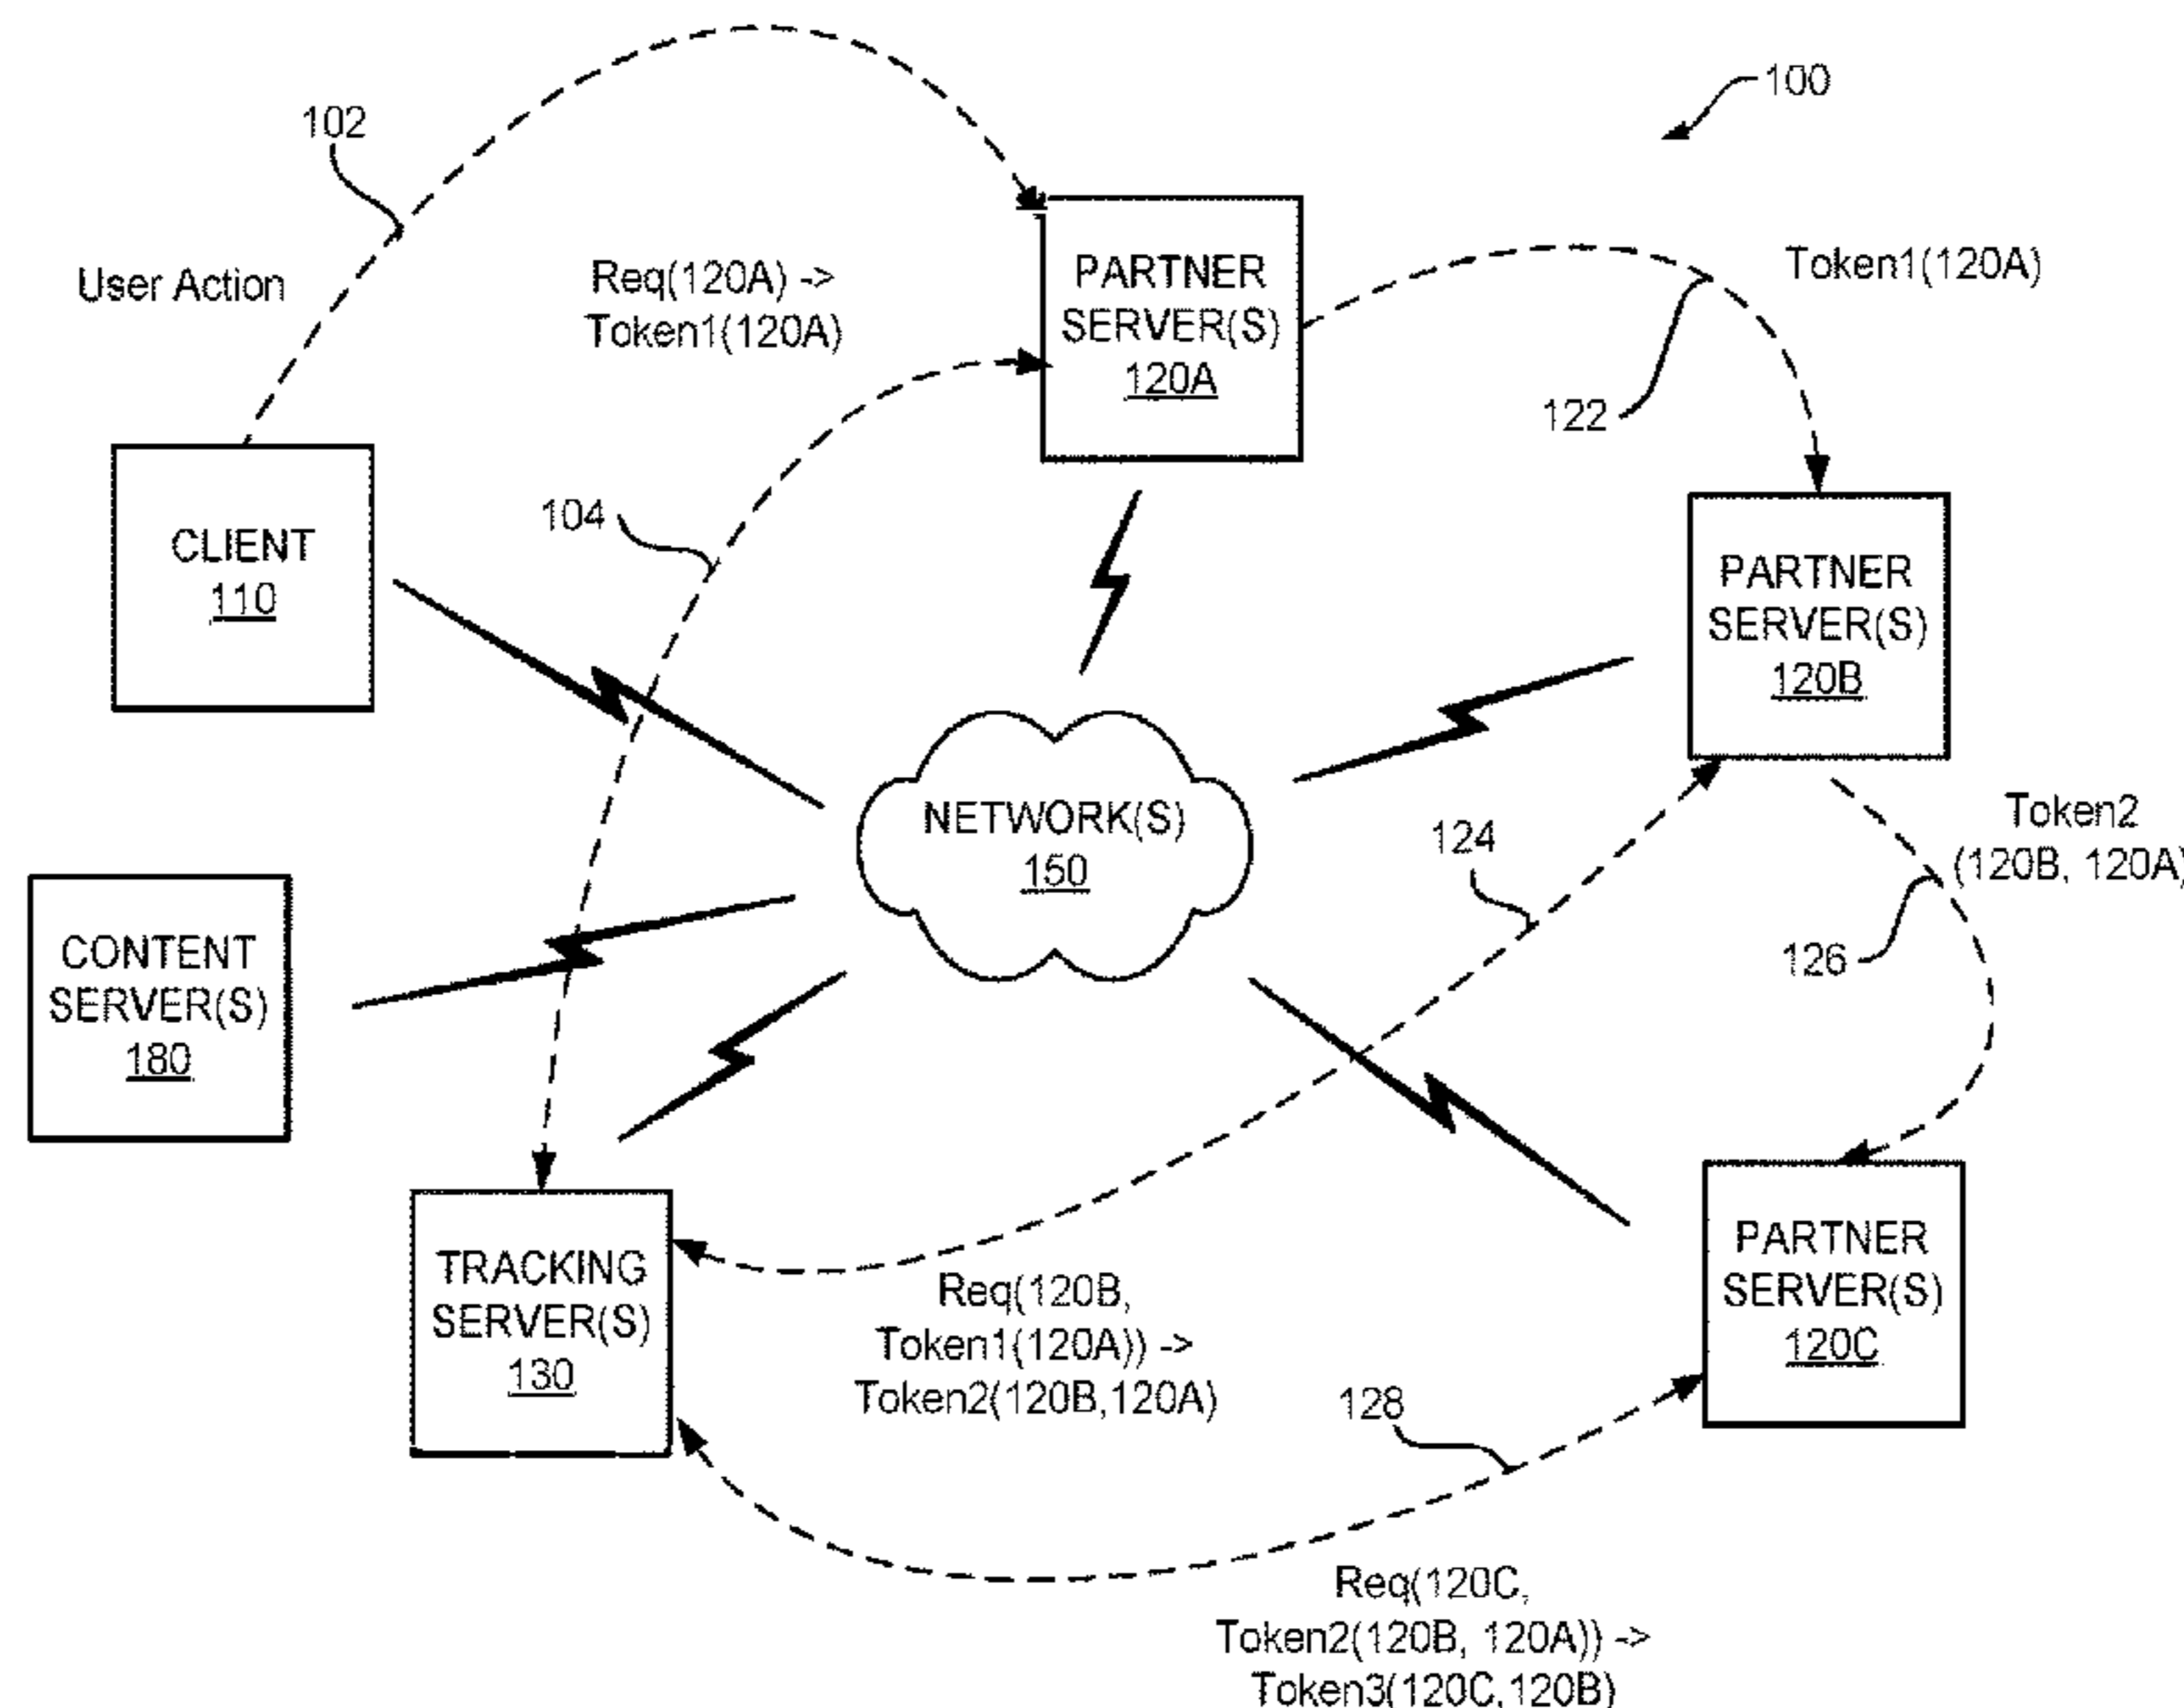 100
102
User Action
Req(120A) ->
Token1(120A)
PARTNER
SERVER(S)
120A
Token1(120A)
122
104
CLIENT
110
PARTNER
SERVER(S)
120B
NETWORK(S)
150
124
Token2
(120B, 120A)
126
CONTENT
SERVER(S)
180
TRACKING
SERVER(S)
130
Req(120B,
Token1(120A)) ->
Token2(120B,120A)
PARTNER
SERVER(S)
120C
128
Req(120C,
Token2(120B, 120A)) ->
Token3(120C,120B)